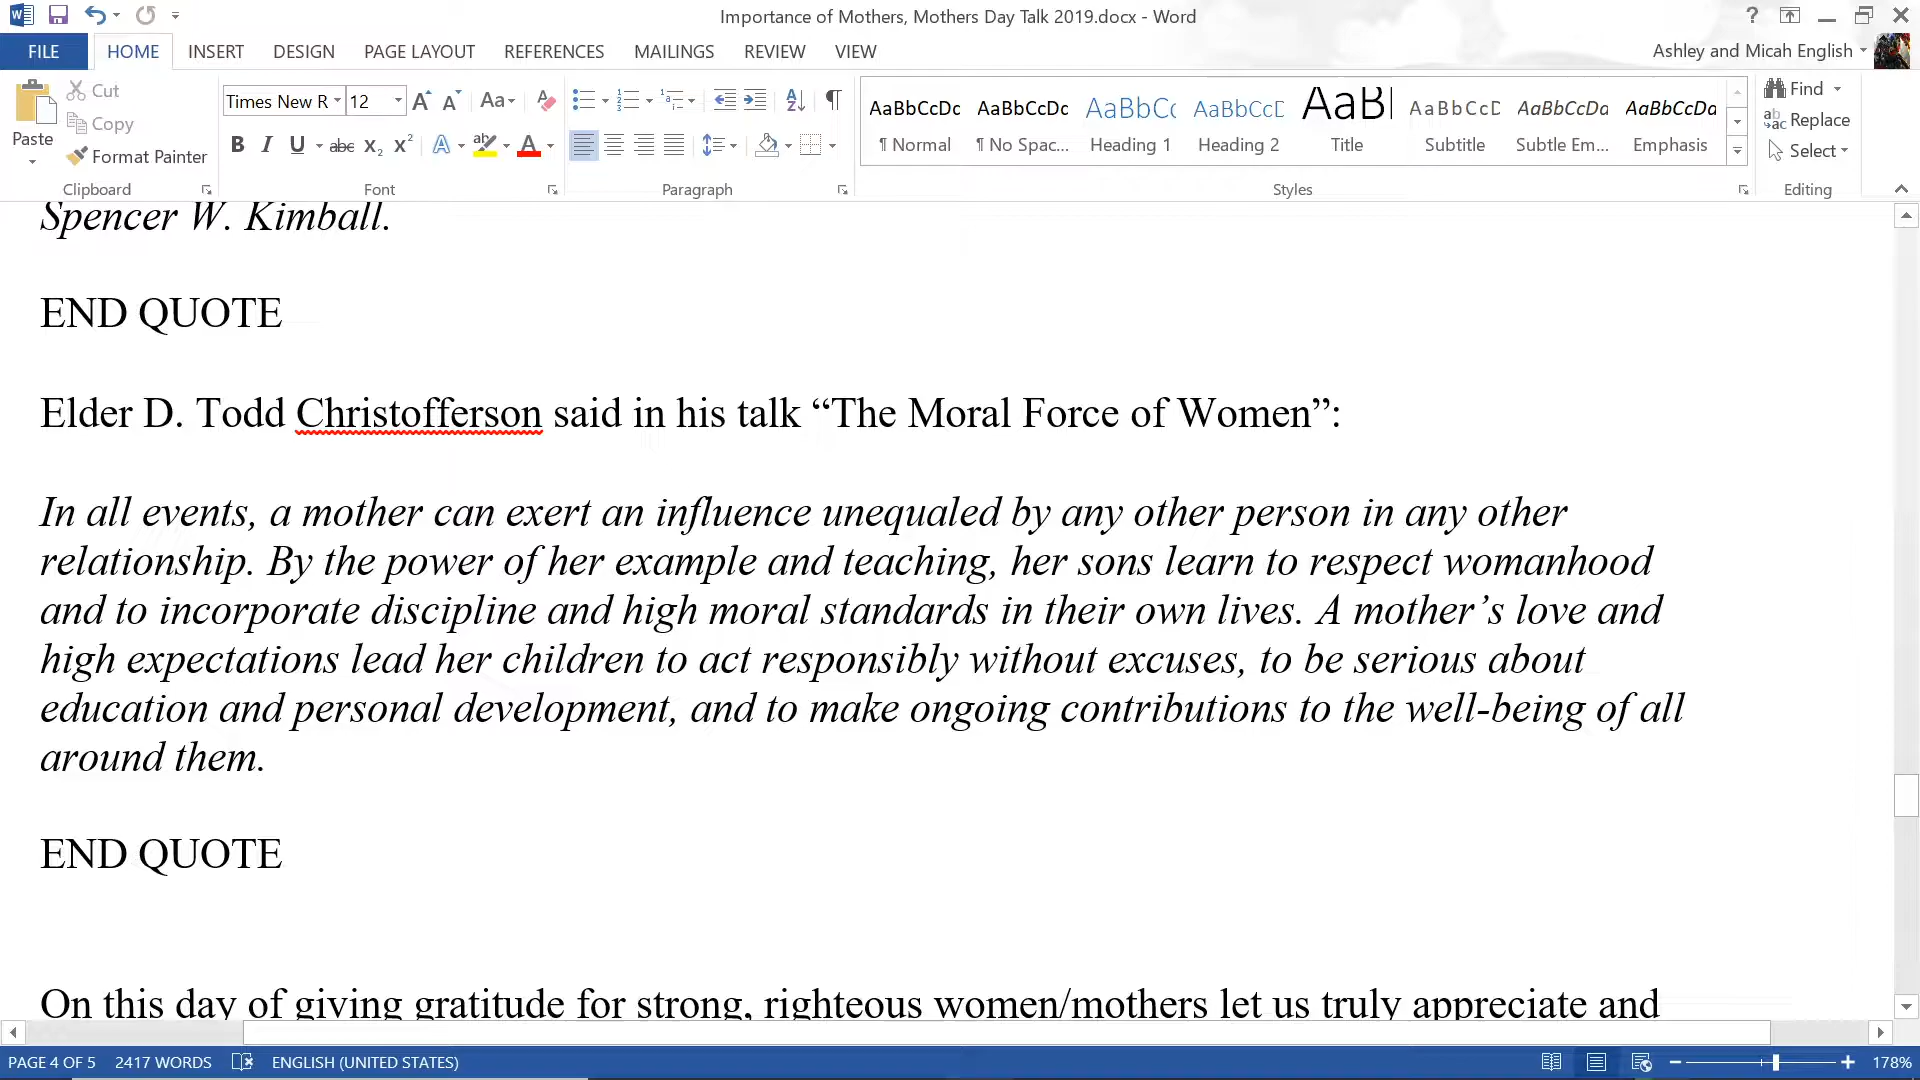 Importance of Mothers, Mothers Day Talk 2019.docx - Word
?
FILE HOME INSERT DESIGN PAGE LAYOUT REFERENCES MAILINGS REVIEW VIEW
Ashley and Micah English
Paste
Cut
Copy
Format Painter
Clipboard
Times New R 12
Font
Paragraph
AaBbCcDc AaBbCcDc AaBbCc AaBbCcD AaB AaBbCcD AaBbCcDa AaBbCcDa
¶ Normal ¶ No Spac... Heading 1 Heading 2 Title Subtitle Subtle Em... Emphasis
Styles
Find
Replace
Select
Editing
Spencer W. Kimball.
END QUOTE
Elder D. Todd Christofferson said in his talk “The Moral Force of Women”:
In all events, a mother can exert an influence unequaled by any other person in any other
relationship. By the power of her example and teaching, her sons learn to respect womanhood
and to incorporate discipline and high moral standards in their own lives. A mother’s love and
high expectations lead her children to act responsibly without excuses, to be serious about
education and personal development, and to make ongoing contributions to the well-being of all
around them.
END QUOTE
On this day of giving gratitude for strong, righteous women/mothers let us truly appreciate and
PAGE 4 OF 5 2417 WORDS ENGLISH (UNITED STATES) 178%